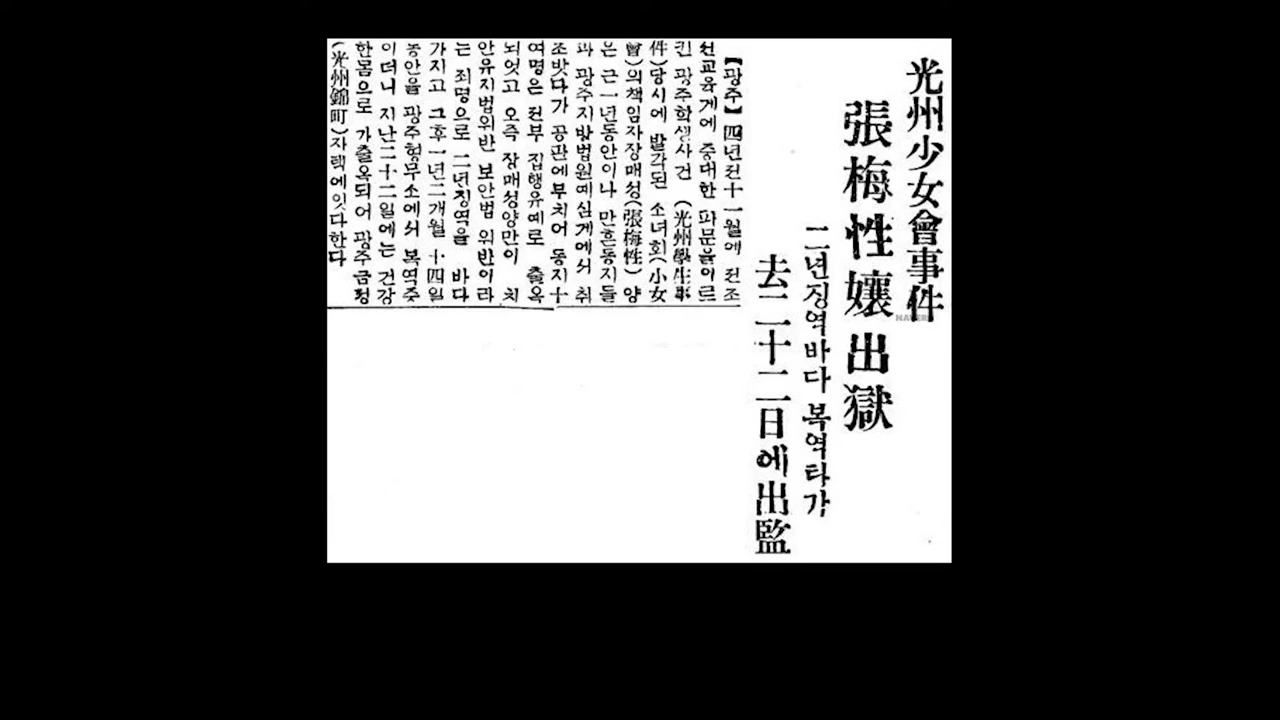 光州少女會事件
張梅性孃出獄
二년징역바다 복역타가
去二十二日에出監
【광주】四년전十一월에 전조
선교육게에 중대한 파문을이르
킨 광주학생사건 (光州學生事
件)당시에 발각된 소녀회(小女
會)의책임자장매성(張梅性)양
은 근一년동안이나 만흔동지들
과 광주지방법원예심게에서 취
조밧다가 공판에부치어 동지十
여명은 전부 집행유예로 출옥
되엇고 오즉 장매성양만이 치
안유지법위반 보안법 위반이라
는 죄명으로 二년징역을 바다
가지고 그후一년二개월 十四일
동안을 광주형무소에서 복역중
이더니 지난二十二일에는 건강
한몸으로 가출옥되어 광주금정
(光州錦町)자택에잇다한다
NAVER